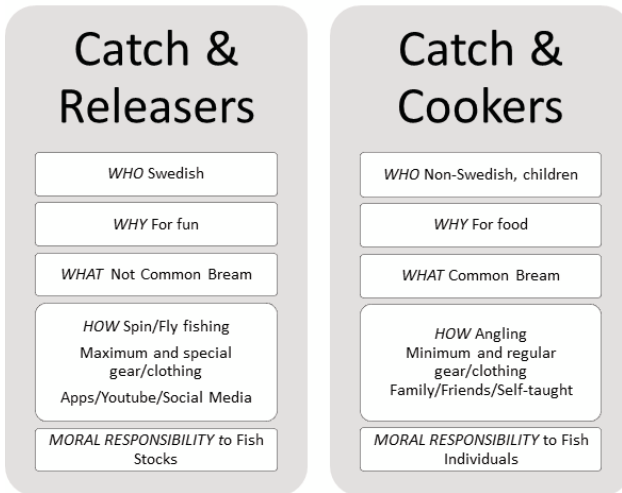 Catch &
Releasers
WHO Swedish
WHY For fun
WHAT Not Common Bream
HOW Spin/Fly fishing
Maximum and special
gear/clothing
Apps/Youtube/Social Media
MORAL RESPONSIBILITY to Fish
Stocks
Catch &
Cookers
WHO Non-Swedish, children
WHY For food
WHAT Common Bream
HOW Angling
Minimum and regular
gear/clothing
Family/Friends/Self-taught
MORAL RESPONSIBILITY to Fish
Individuals